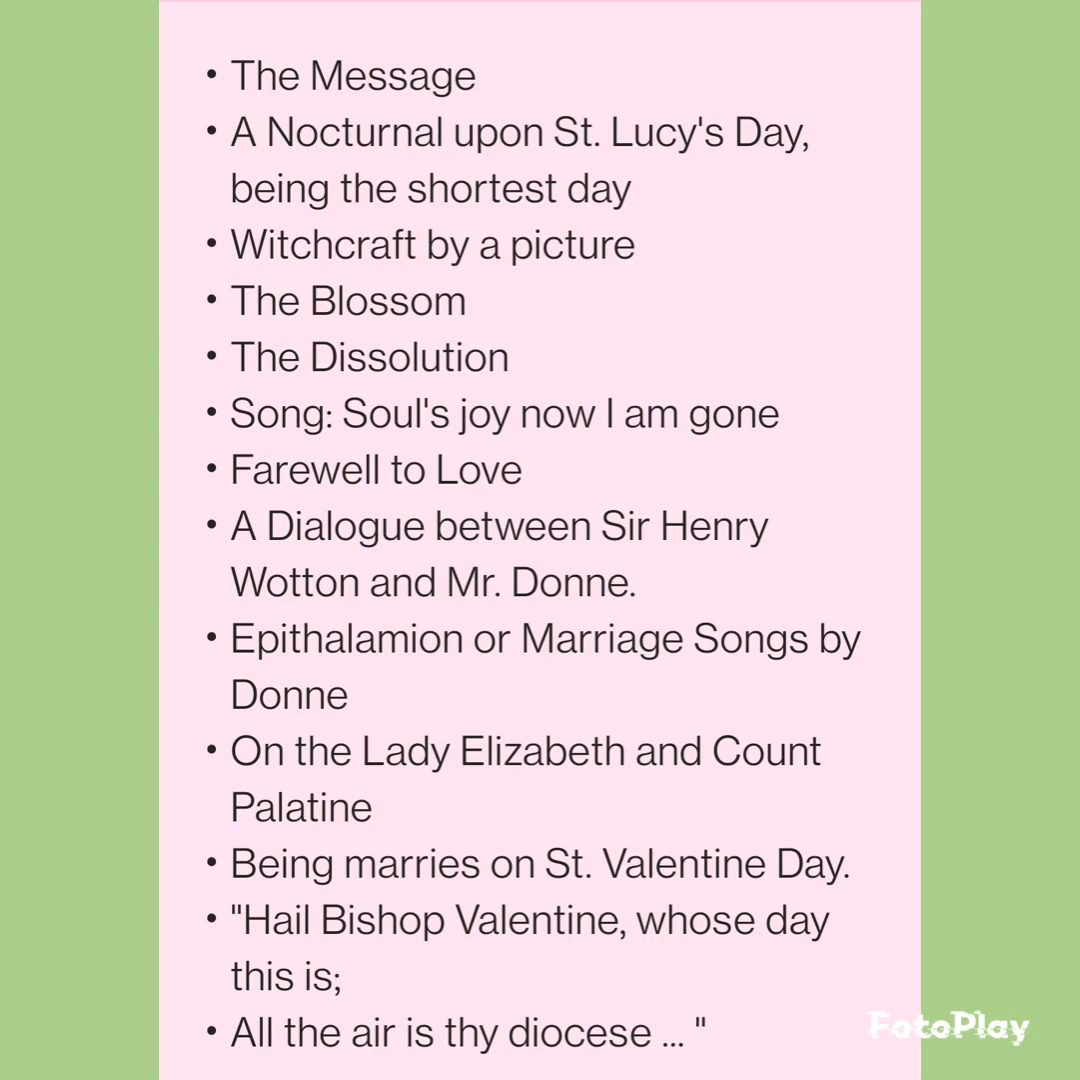 • The Message
• A Nocturnal upon St. Lucy's Day,
being the shortest day
• Witchcraft by a picture
• The Blossom
• The Dissolution
• Song: Soul's joy now I am gone
• Farewell to Love
• A Dialogue between Sir Henry
Wotton and Mr. Donne.
• Epithalamion or Marriage Songs by
Donne
• On the Lady Elizabeth and Count
Palatine
• Being marries on St. Valentine Day.
• "Hail Bishop Valentine, whose day
this is;
• All the air is thy diocese ... "
FotoPlay